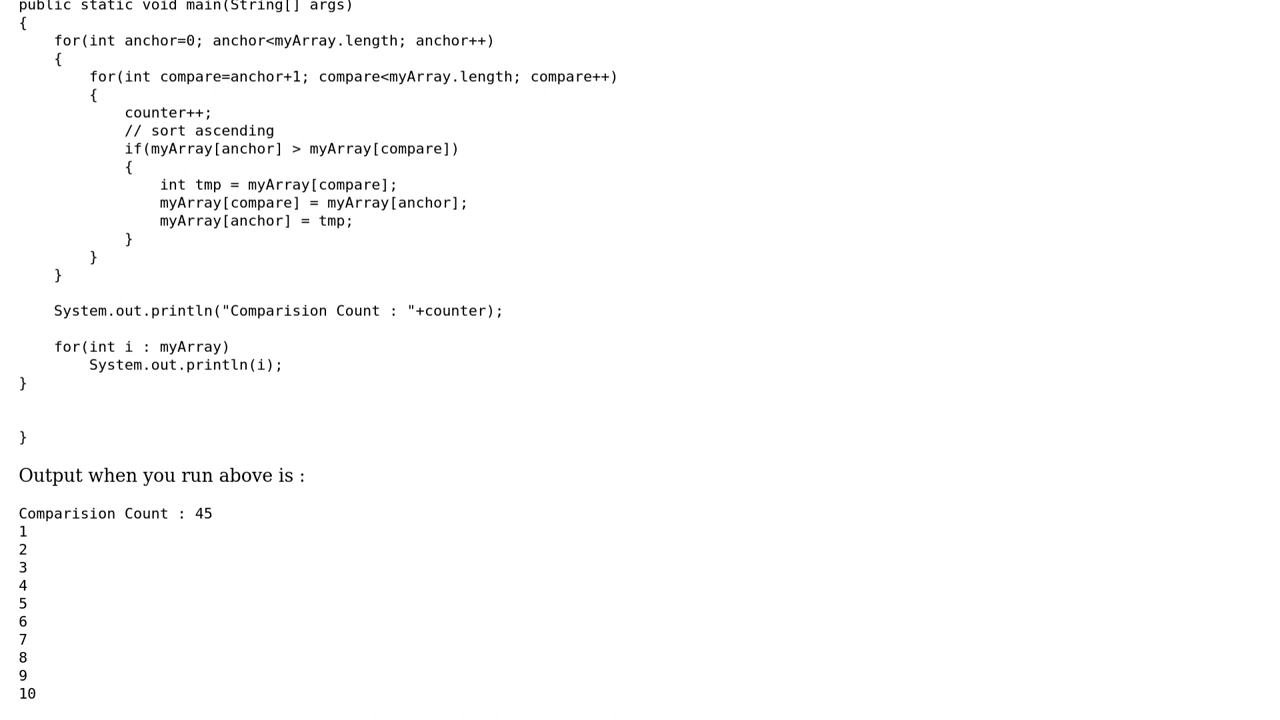 public static void main(String[] args)
{
    for(int anchor=0; anchor<myArray.length; anchor++)
    {
        for(int compare=anchor+1; compare<myArray.length; compare++)
        {
            counter++;
            // sort ascending
            if(myArray[anchor] > myArray[compare])
            {
                int tmp = myArray[compare];
                myArray[compare] = myArray[anchor];
                myArray[anchor] = tmp;
            }
        }
    }
    System.out.println("Comparision Count : "+counter);
    for(int i : myArray)
        System.out.println(i);
}
}
Output when you run above is :
Comparision Count : 45
1
2
3
4
5
6
7
8
9
10